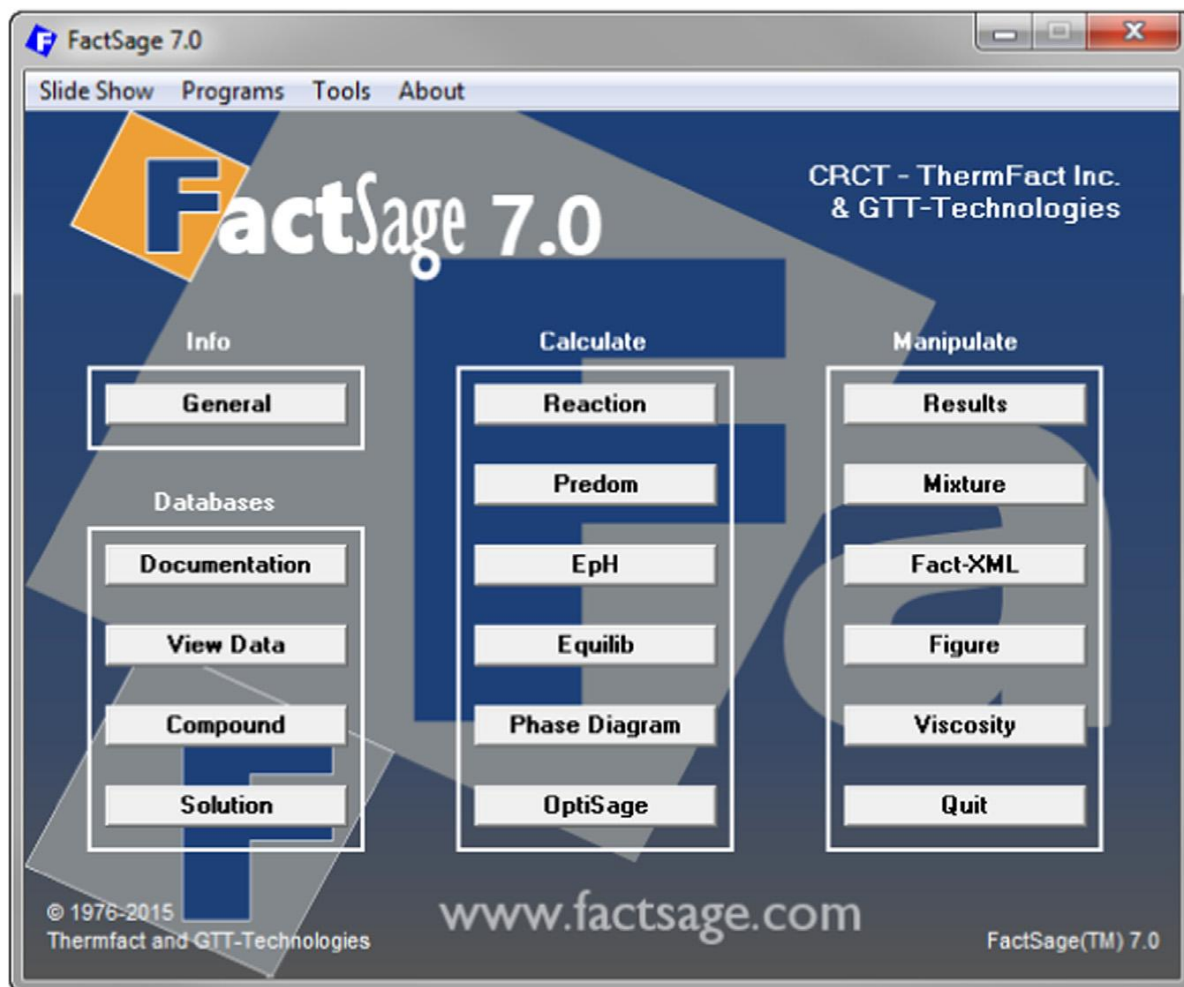 FactSage 7.0
Slide Show Programs Tools About
FactSage 7.0
CRCT - ThermFact Inc.
& GTT-Technologies
Info
General
Databases
Documentation
View Data
Compound
Solution
Calculate
Reaction
Predom
EpH
Equilib
Phase Diagram
OptiSage
Manipulate
Results
Mixture
Fact-XML
Figure
Viscosity
Quit
© 1976-2015
Thermfact and GTT-Technologies
www.factsage.com
FactSage(TM) 7.0